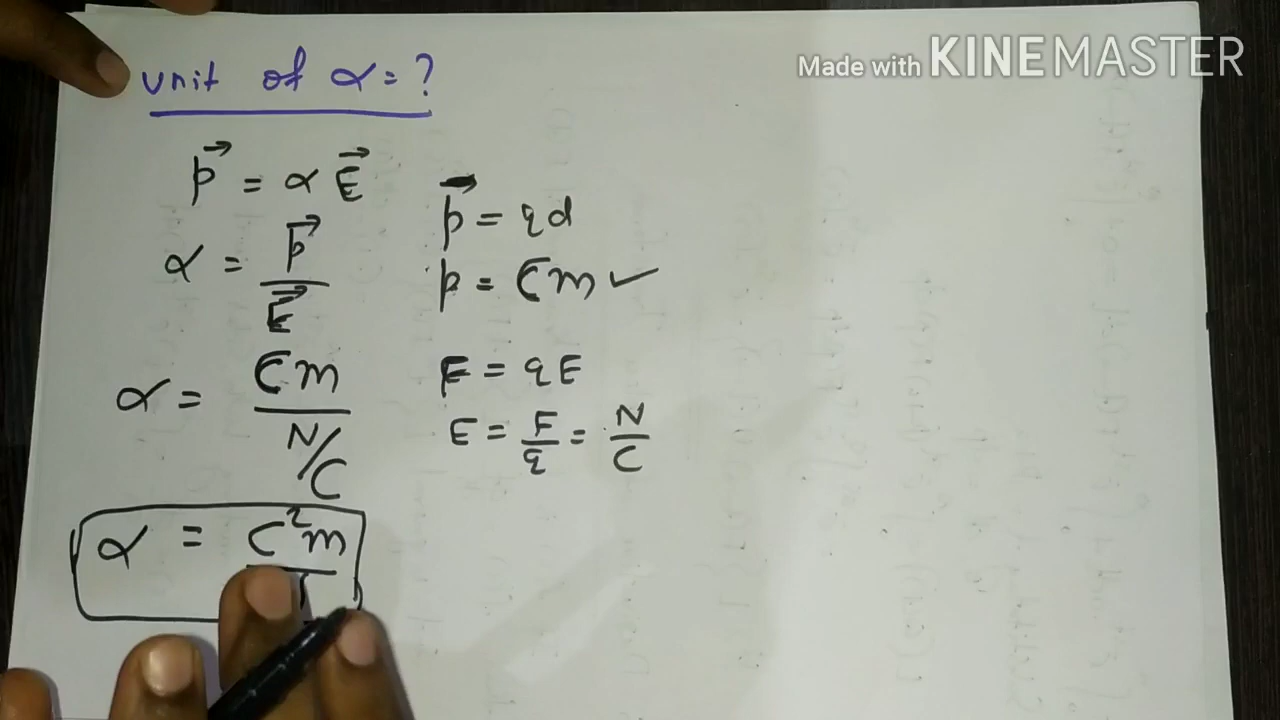 Made with KINEMASTER
unit of α = ?
p⃗ = α E⃗
α = p⃗ / E⃗
α = Cm / N/C
α = C²m
p⃗ = qd
p = Cm ✓
F = qE
E = F/q = N/C